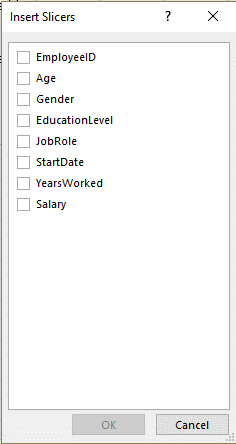 Insert Slicers ?
EmployeeID
Age
Gender
EducationLevel
JobRole
StartDate
YearsWorked
Salary
OK Cancel